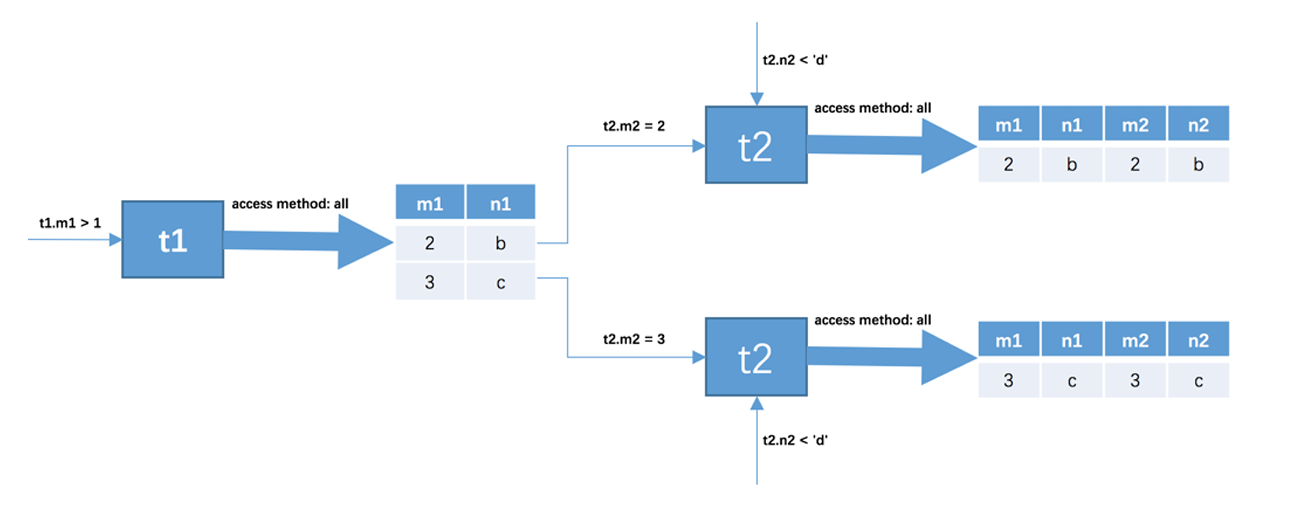 t1.m1 > 1
t1
access method: all
m1 n1
2 b
3 c
t2.m2 = 2
t2.n2 < 'd'
t2
access method: all
m1 n1 m2 n2
2 b 2 b
t2.m2 = 3
t2
access method: all
m1 n1 m2 n2
3 c 3 c
t2.n2 < 'd'